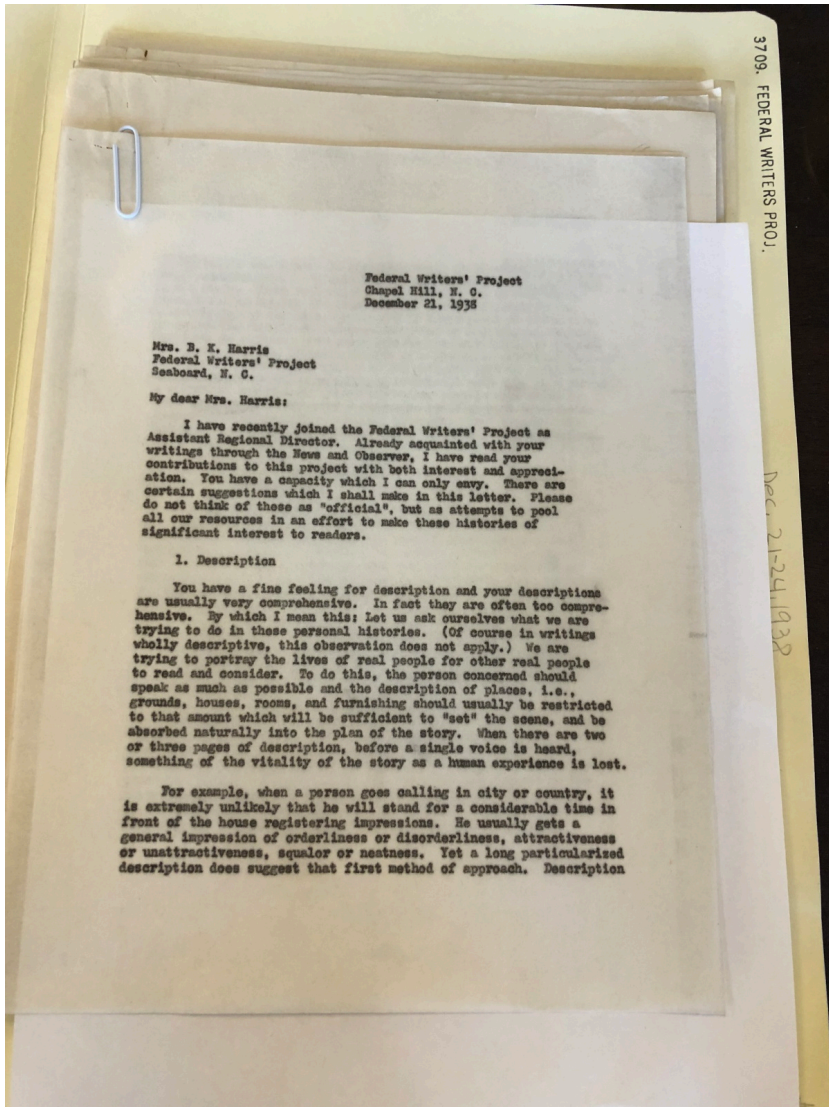 3709. FEDERAL WRITERS PROJ.
Dec. 21-24, 1938
Federal Writers' Project
Chapel Hill, N. C.
December 21, 1938
Mrs. B. K. Harris
Federal Writers' Project
Seaboard, N. C.
My dear Mrs. Harris:
I have recently joined the Federal Writers' Project as
Assistant Regional Director. Already acquainted with your
writings through the News and Observer, I have read your
contributions to this project with both interest and appreci-
ation. You have a capacity which I can only envy. There are
certain suggestions which I shall make in this letter. Please
do not think of these as "official", but as attempts to pool
all our resources in an effort to make these histories of
significant interest to readers.
1. Description
You have a fine feeling for description and your descriptions
are usually very comprehensive. In fact they are often too compre-
hensive. By which I mean this: Let us ask ourselves what we are
trying to do in these personal histories. (Of course in writings
wholly descriptive, this observation does not apply.) We are
trying to portray the lives of real people for other real people
to read and consider. To do this, the person concerned should
speak as much as possible and the description of places, i.e.,
grounds, houses, rooms, and furnishing should usually be restricted
to that amount which will be sufficient to "set" the scene, and be
absorbed naturally into the plan of the story. When there are two
or three pages of description, before a single voice is heard,
something of the vitality of the story as a human experience is lost.
For example, when a person goes calling in city or country, it
is extremely unlikely that he will stand for a considerable time in
front of the house registering impressions. He usually gets a
general impression of orderliness or disorderliness, attractiveness
or unattractiveness, squalor or neatness. Yet a long particularized
description does suggest that first method of approach. Description